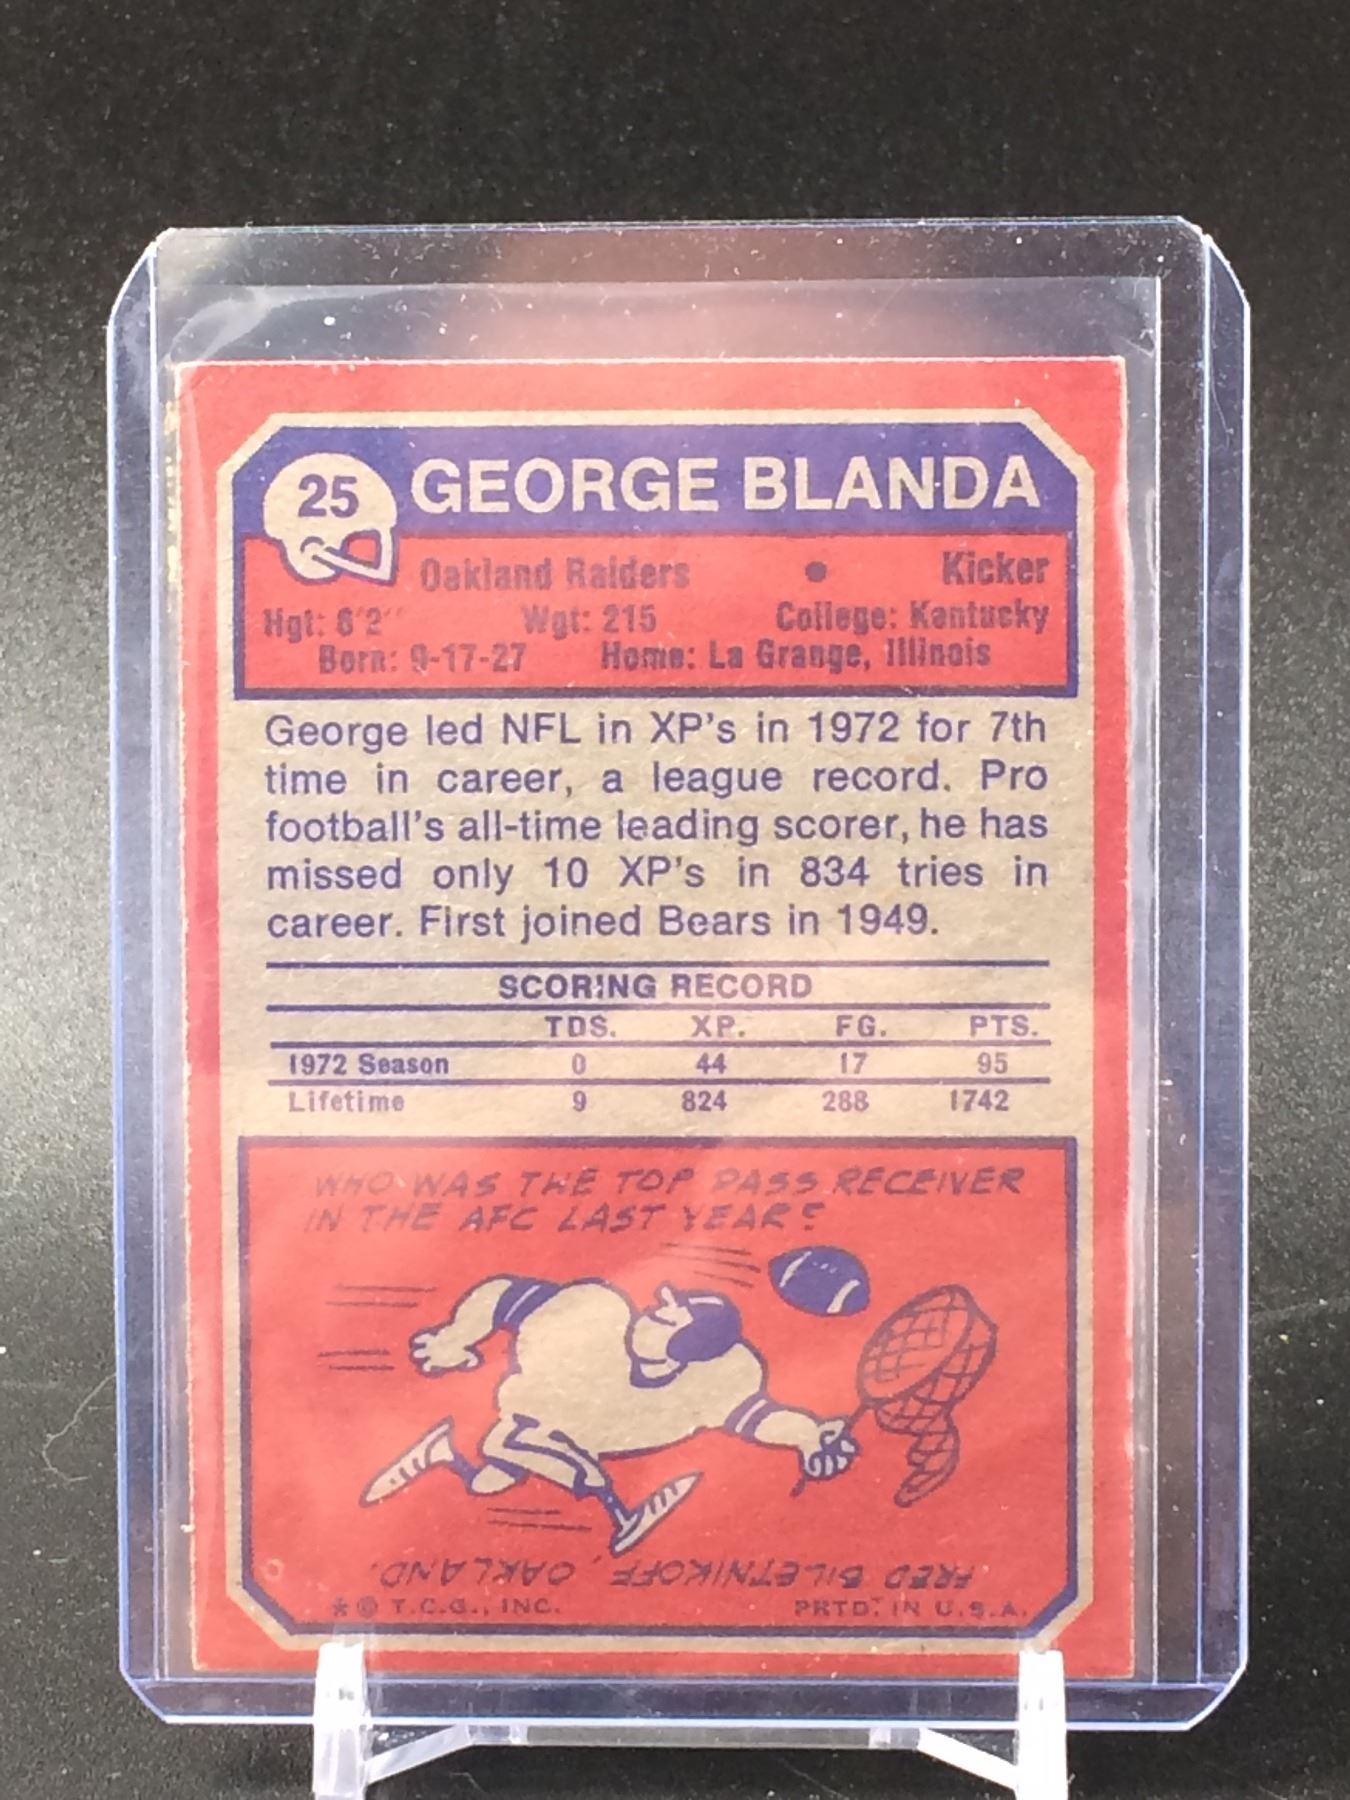 25 GEORGE BLANDA
Oakland Raiders • Kicker
Hgt: 6'2'' Wgt: 215 College: Kentucky
Born: 9-17-27 Home: La Grange, Illinois
George led NFL in XP's in 1972 for 7th
time in career, a league record. Pro
football's all-time leading scorer, he has
missed only 10 XP's in 834 tries in
career. First joined Bears in 1949.
SCORING RECORD
TDS. XP. FG. PTS.
1972 Season 0 44 17 95
Lifetime 9 824 288 1742
WHO WAS THE TOP PASS RECEIVER
IN THE AFC LAST YEAR?
FRED BILETNIKOFF, OAKLAND.
* © T.C.G., INC. PRTD. IN U.S.A.